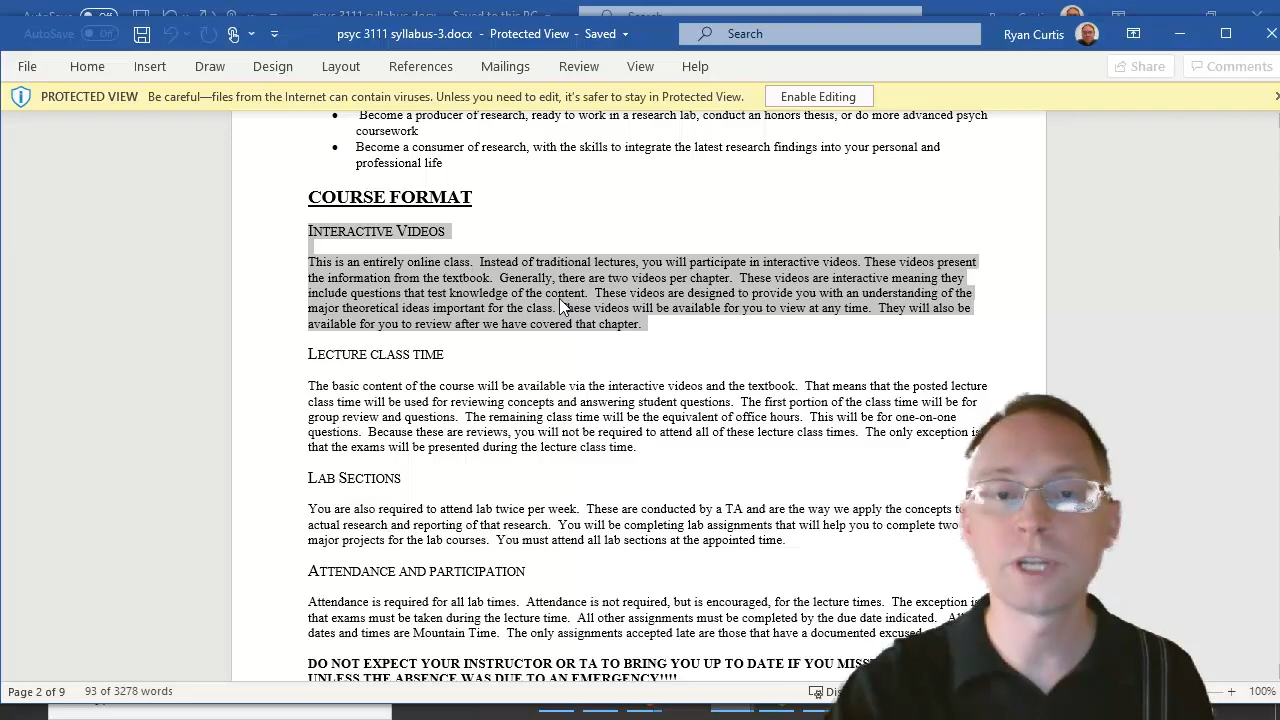 AutoSave Off psyc 3111 syllabus.docx Saved to this PC Search Ryan Curtis
AutoSave Off psyc 3111 syllabus-3.docx - Protected View - Saved Search Ryan Curtis
File Home Insert Draw Design Layout References Mailings Review View Help Share Comments
PROTECTED VIEW Be careful—files from the Internet can contain viruses. Unless you need to edit, it's safer to stay in Protected View. Enable Editing
• Become a producer of research, ready to work in a research lab, conduct an honors thesis, or do more advanced psych
coursework
• Become a consumer of research, with the skills to integrate the latest research findings into your personal and
professional life
COURSE FORMAT
INTERACTIVE VIDEOS
This is an entirely online class. Instead of traditional lectures, you will participate in interactive videos. These videos present
the information from the textbook. Generally, there are two videos per chapter. These videos are interactive meaning they
include questions that test knowledge of the content. These videos are designed to provide you with an understanding of the
major theoretical ideas important for the class. These videos will be available for you to view at any time. They will also be
available for you to review after we have covered that chapter.
LECTURE CLASS TIME
The basic content of the course will be available via the interactive videos and the textbook. That means that the posted lecture
class time will be used for reviewing concepts and answering student questions. The first portion of the class time will be for
group review and questions. The remaining class time will be the equivalent of office hours. This will be for one-on-one
questions. Because these are reviews, you will not be required to attend all of these lecture class times. The only exception is
that the exams will be presented during the lecture class time.
LAB SECTIONS
You are also required to attend lab twice per week. These are conducted by a TA and are the way we apply the concepts to
actual research and reporting of that research. You will be completing lab assignments that will help you to complete two
major projects for the lab courses. You must attend all lab sections at the appointed time.
ATTENDANCE AND PARTICIPATION
Attendance is required for all lab times. Attendance is not required, but is encouraged, for the lecture times. The exception is
that exams must be taken during the lecture time. All other assignments must be completed by the due date indicated.
dates and times are Mountain Time. The only assignments accepted late are those that have a documented excused
DO NOT EXPECT YOUR INSTRUCTOR OR TA TO BRING YOU UP TO DATE IF YOU
UNLESS THE ABSENCE WAS DUE TO AN EMERGENCY!!!!
Page 2 of 9 93 of 3278 words 100%